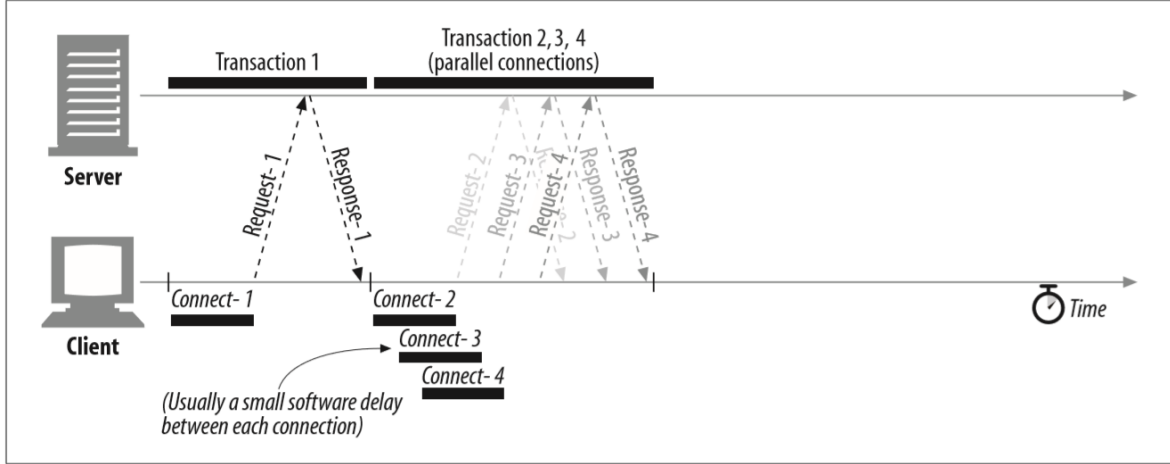 Transaction 1
Transaction 2, 3, 4
(parallel connections)
Server
Request- 1
Response- 1
Request- 2
Request- 3
Request- 4
Response- 3
Response- 4
Client
Connect- 1
Connect- 2
Connect- 3
Connect- 4
(Usually a small software delay
between each connection)
Time